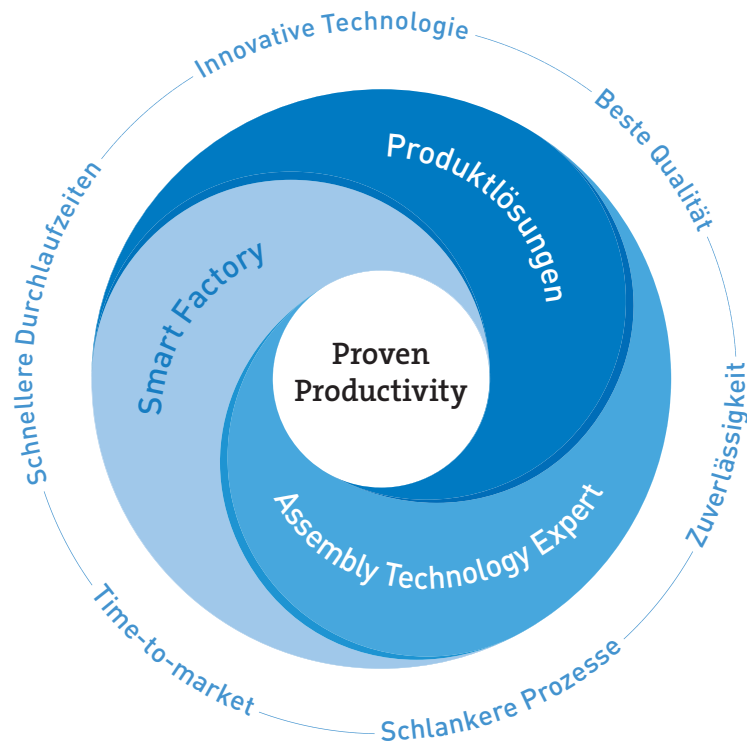 Innovative Technologie
Beste Qualität
Zuverlässigkeit
Schlankere Prozesse
Time-to-market
Schnellere Durchlaufzeiten
Produktlösungen
Assembly Technology Expert
Smart Factory
Proven
Productivity